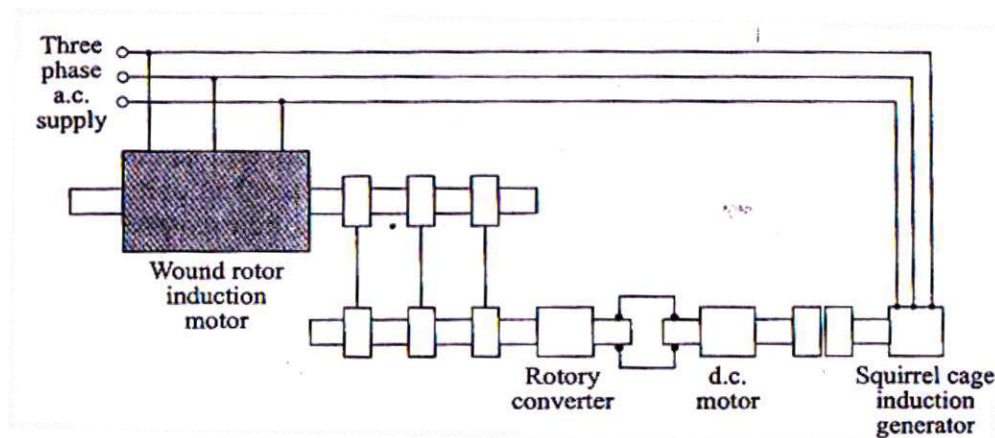 Three
phase
a.c.
supply
Wound rotor
induction
motor
Rotory
converter
d.c.
motor
Squirrel cage
induction
generator